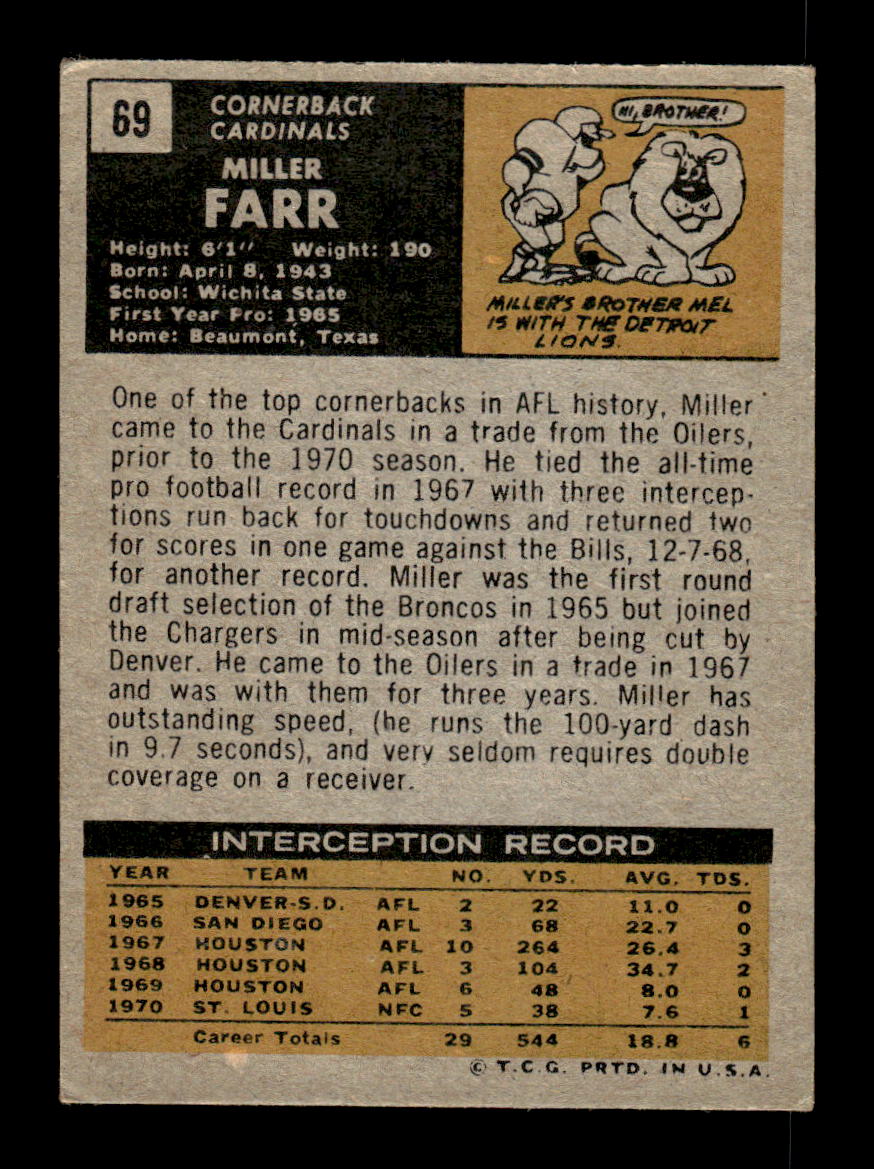 69
CORNERBACK
CARDINALS
MILLER
FARR
Height: 6'1" Weight: 190
Born: April 8, 1943
School: Wichita State
First Year Pro: 1965
Home: Beaumont, Texas
HI, BROTHER!
MILLER'S BROTHER MEL
IS WITH THE DETROIT
LIONS.
One of the top cornerbacks in AFL history, Miller
came to the Cardinals in a trade from the Oilers,
prior to the 1970 season. He tied the all-time
pro football record in 1967 with three intercep-
tions run back for touchdowns and returned two
for scores in one game against the Bills, 12-7-68,
for another record. Miller was the first round
draft selection of the Broncos in 1965 but joined
the Chargers in mid-season after being cut by
Denver. He came to the Oilers in a trade in 1967
and was with them for three years. Miller has
outstanding speed, (he runs the 100-yard dash
in 9.7 seconds), and very seldom requires double
coverage on a receiver.
INTERCEPTION RECORD
YEAR TEAM NO. YDS. AVG. TDS.
1965 DENVER-S.D. AFL 2 22 11.0 0
1966 SAN DIEGO AFL 3 68 22.7 0
1967 HOUSTON AFL 10 264 26.4 3
1968 HOUSTON AFL 3 104 34.7 2
1969 HOUSTON AFL 6 48 8.0 0
1970 ST. LOUIS NFC 5 38 7.6 1
Career Totals 29 544 18.8 6
© T.C.G. PRTD. IN U.S.A.